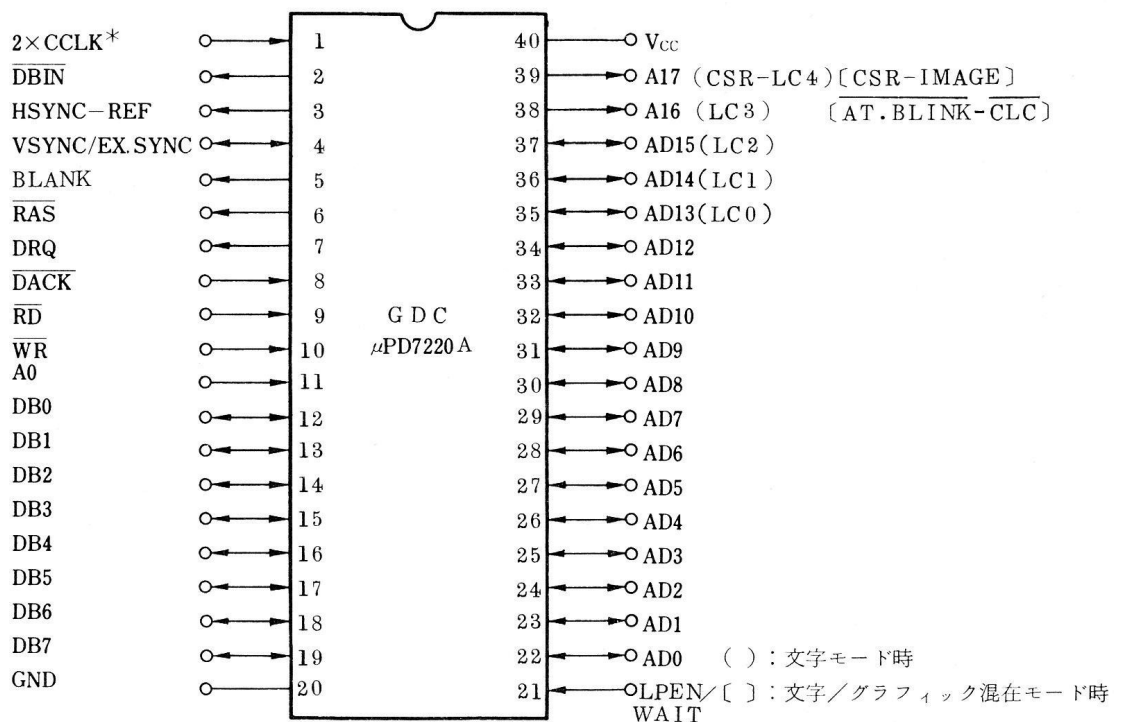 2×CCLK* 1
DBIN 2
HSYNC-REF 3
VSYNC/EX.SYNC 4
BLANK 5
RAS 6
DRQ 7
DACK 8
RD 9
WR 10
A0 11
DB0 12
DB1 13
DB2 14
DB3 15
DB4 16
DB5 17
DB6 18
DB7 19
GND 20
GDC
μPD7220A
40 Vcc
39 A17 (CSR-LC4)〔CSR-IMAGE〕
38 A16 (LC3) 〔AT.BLINK-CLC〕
37 AD15(LC2)
36 AD14(LC1)
35 AD13(LC0)
34 AD12
33 AD11
32 AD10
31 AD9
30 AD8
29 AD7
28 AD6
27 AD5
26 AD4
25 AD3
24 AD2
23 AD1
22 AD0 ( ):文字モード時
21 LPEN/〔 〕:文字/グラフィック混在モード時
WAIT